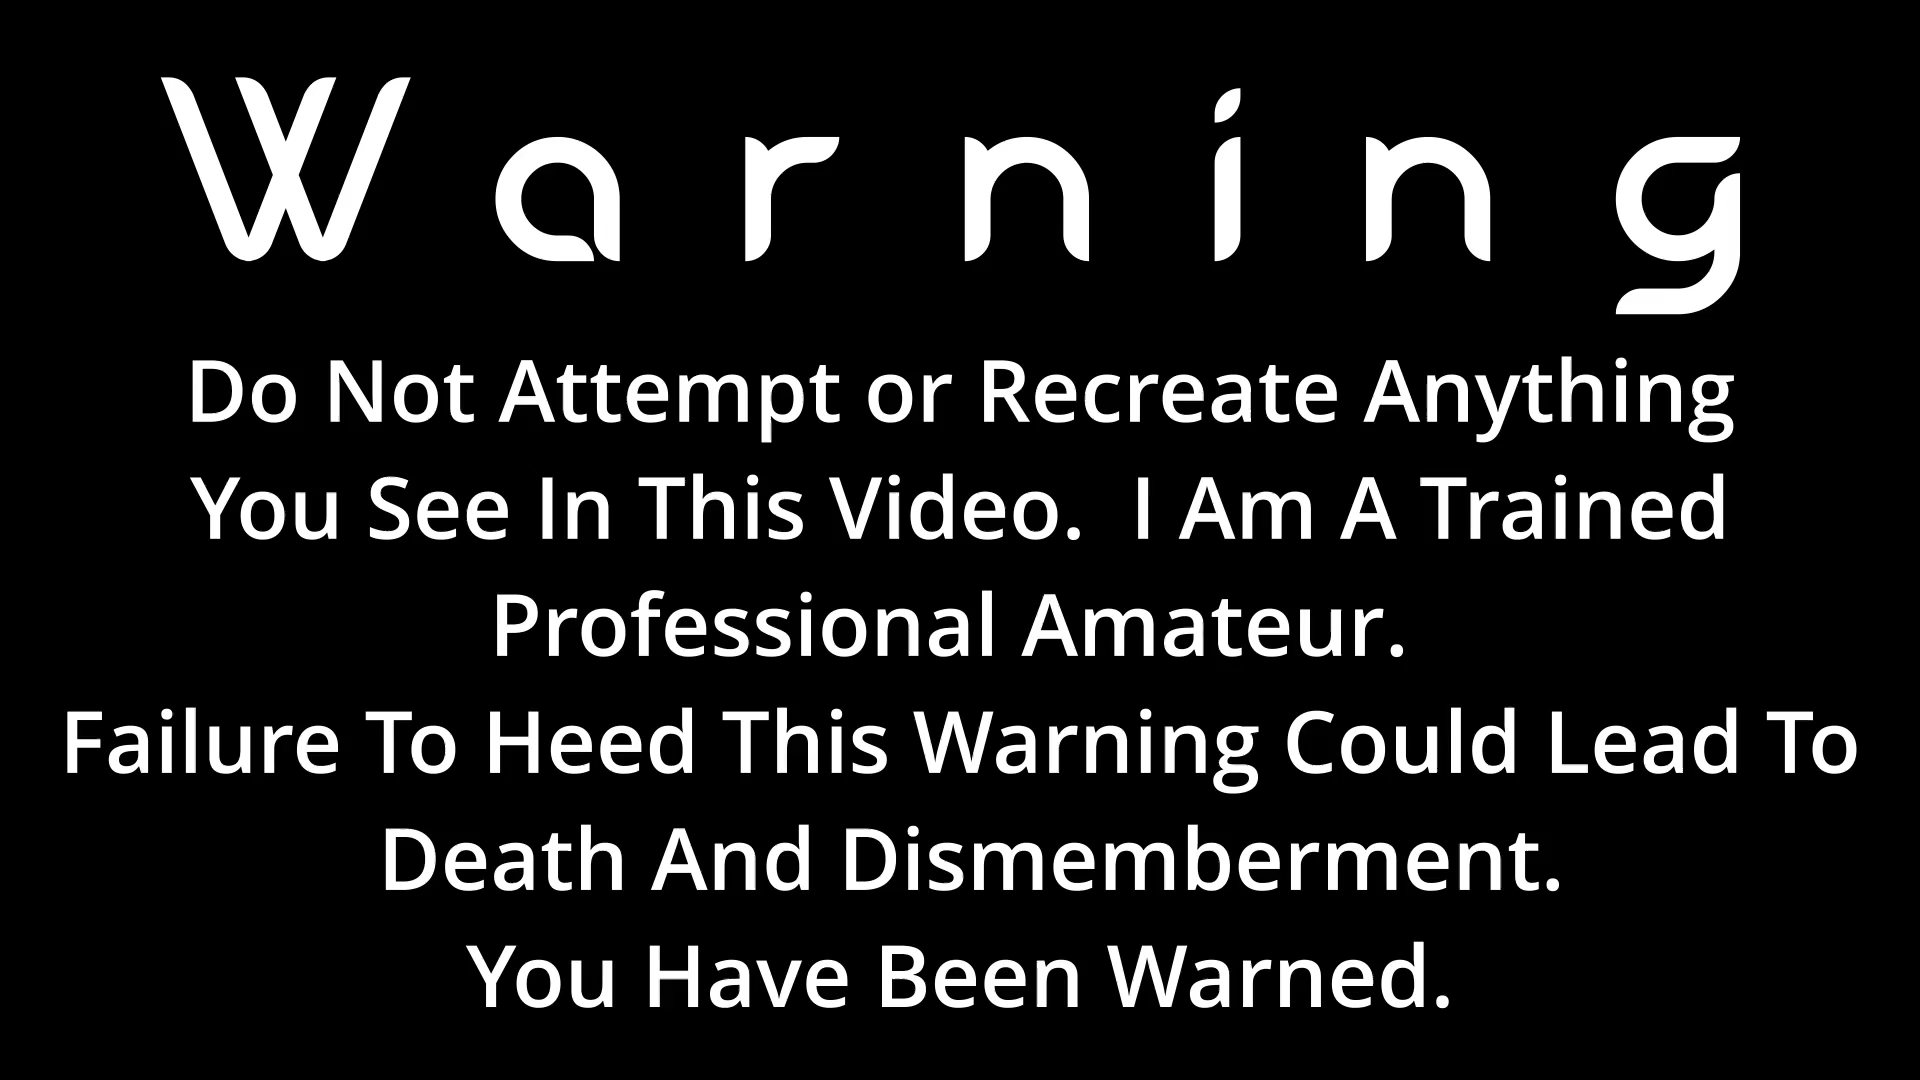 Warning
Do Not Attempt or Recreate Anything
You See In This Video.  I Am A Trained
Professional Amateur.
Failure To Heed This Warning Could Lead To
Death And Dismemberment.
You Have Been Warned.